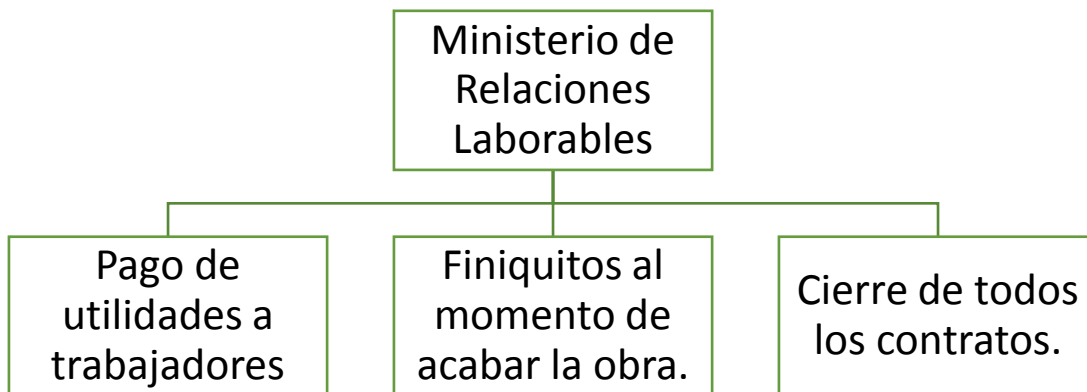 Ministerio de
Relaciones
Laborables
Pago de
utilidades a
trabajadores
Finiquitos al
momento de
acabar la obra.
Cierre de todos
los contratos.